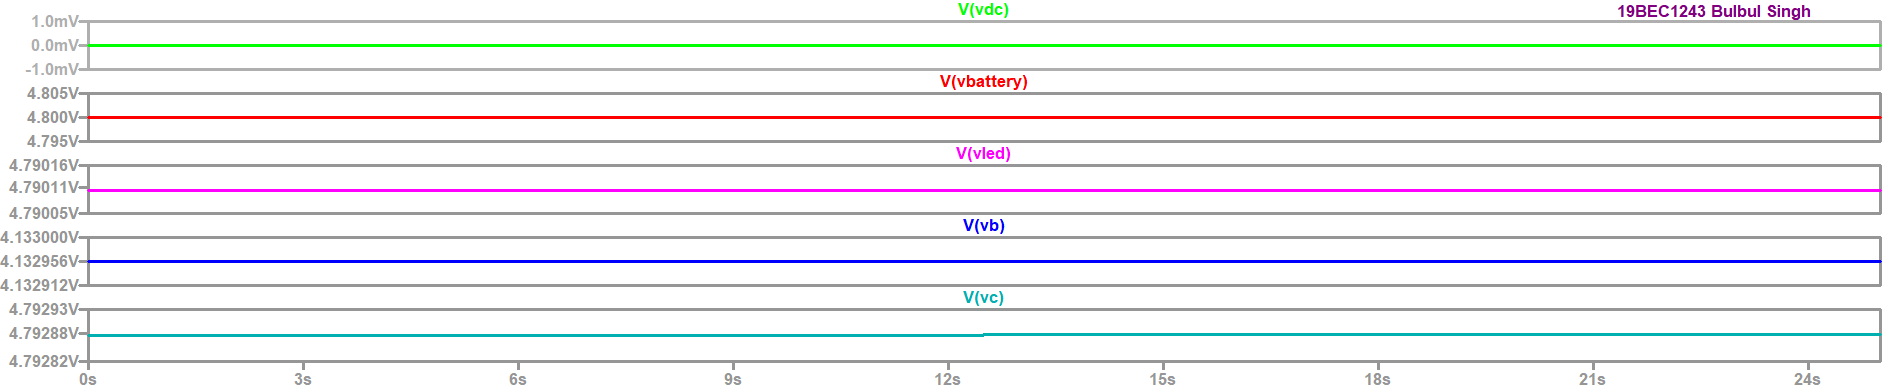 V(vdc)
19BEC1243 Bulbul Singh
1.0mV
0.0mV
-1.0mV
V(vbattery)
4.805V
4.800V
4.795V
V(vled)
4.79016V
4.79011V
4.79005V
V(vb)
4.133000V
4.132956V
4.132912V
V(vc)
4.79293V
4.79288V
4.79282V
0s 3s 6s 9s 12s 15s 18s 21s 24s